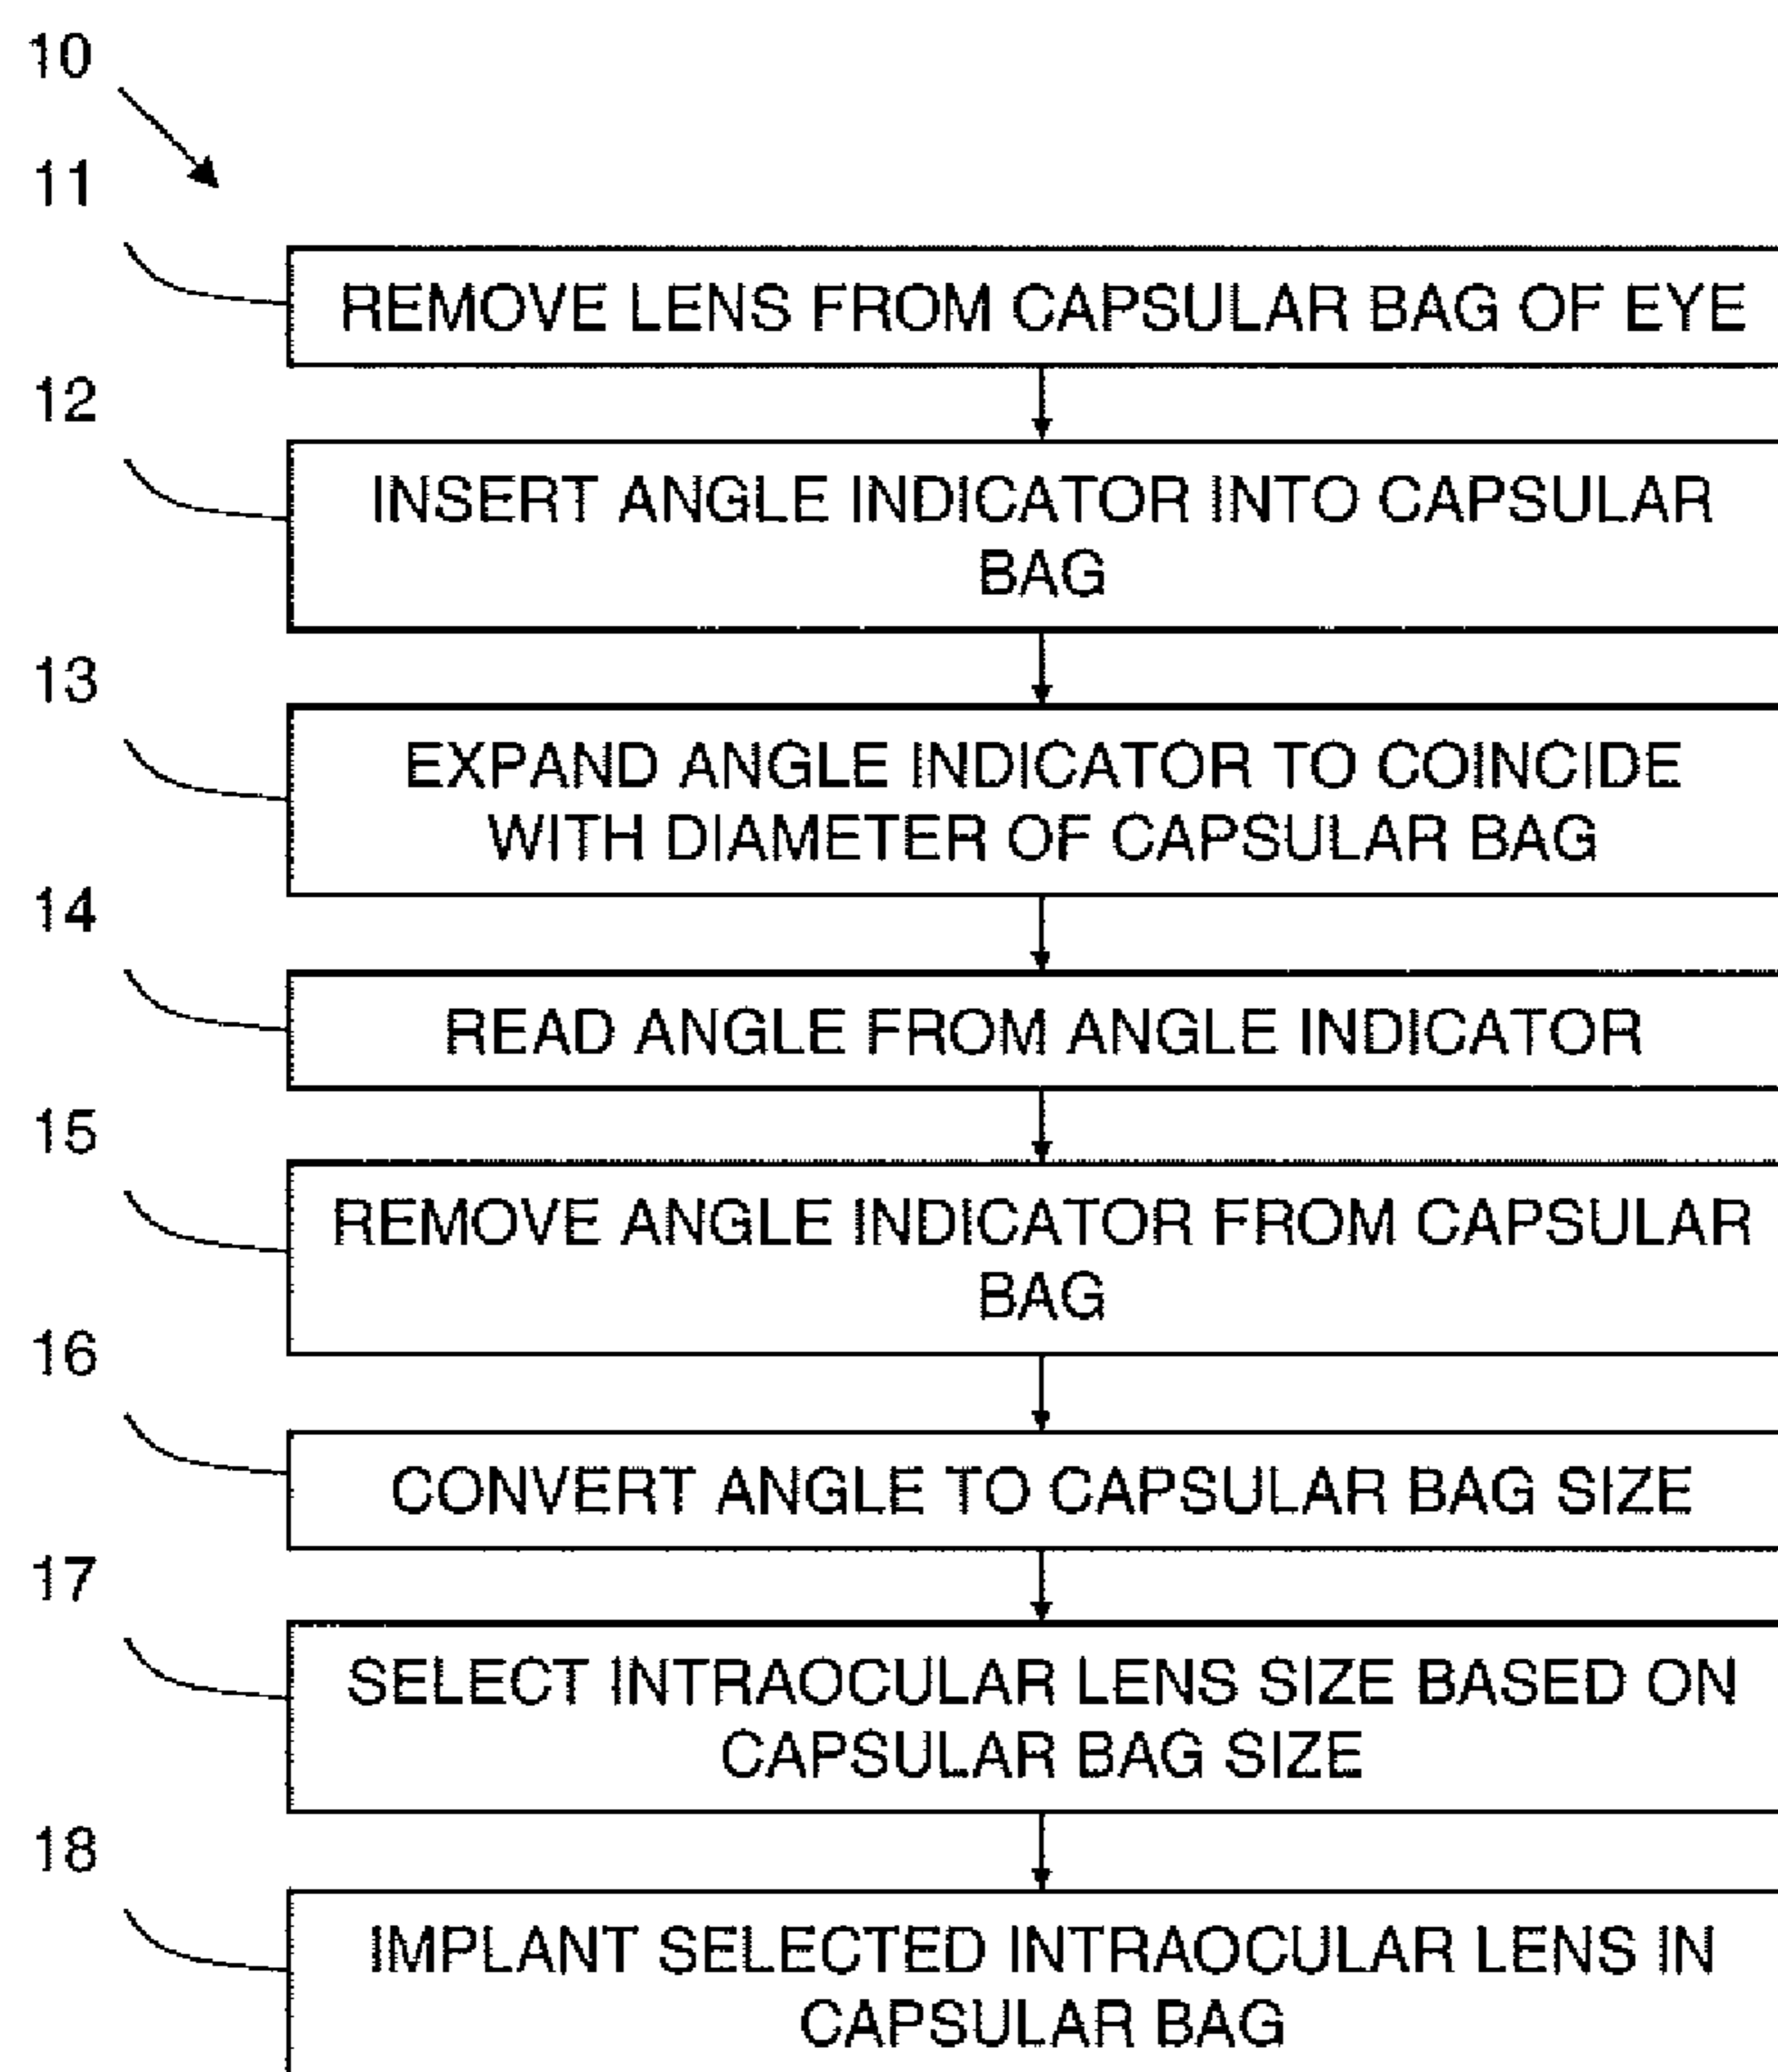 10
11
REMOVE LENS FROM CAPSULAR BAG OF EYE
12
INSERT ANGLE INDICATOR INTO CAPSULAR
BAG
13
EXPAND ANGLE INDICATOR TO COINCIDE
WITH DIAMETER OF CAPSULAR BAG
14
READ ANGLE FROM ANGLE INDICATOR
15
REMOVE ANGLE INDICATOR FROM CAPSULAR
BAG
16
CONVERT ANGLE TO CAPSULAR BAG SIZE
17
SELECT INTRAOCULAR LENS SIZE BASED ON
CAPSULAR BAG SIZE
18
IMPLANT SELECTED INTRAOCULAR LENS IN
CAPSULAR BAG